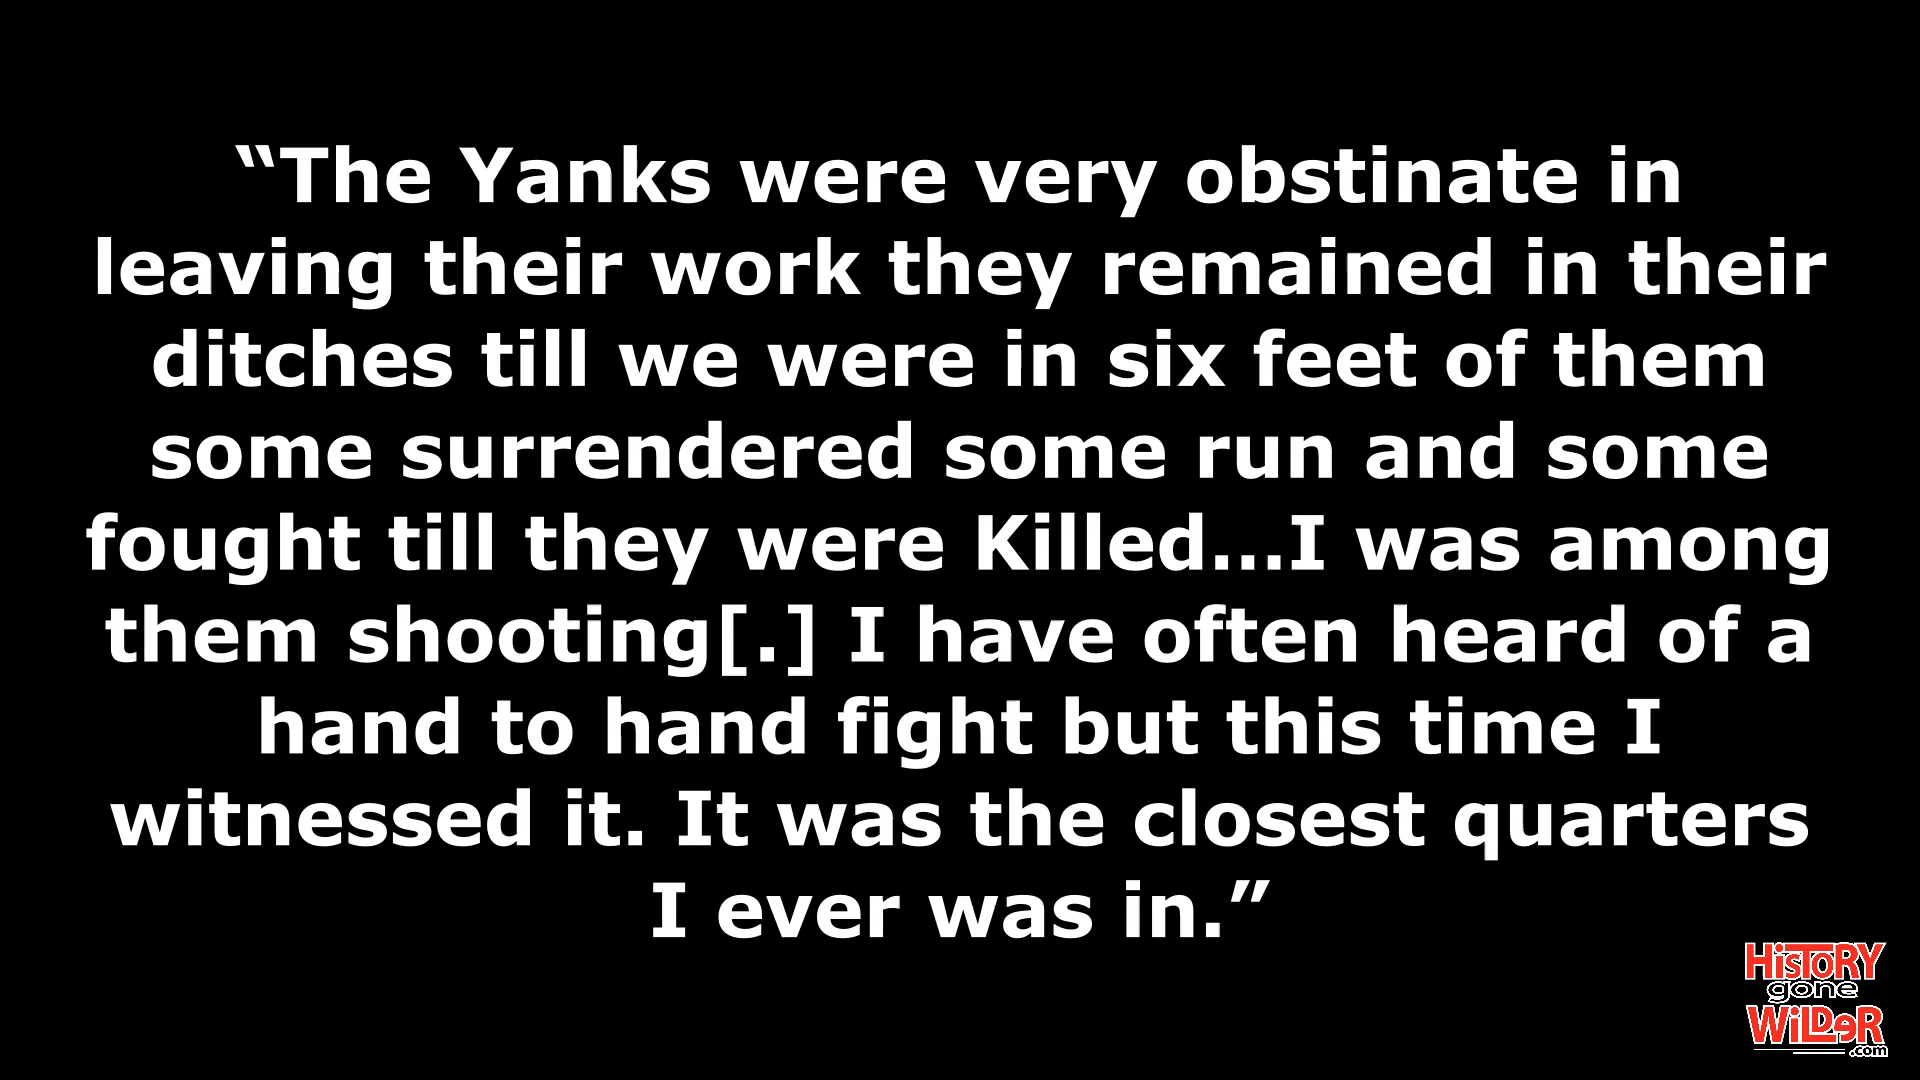 “The Yanks were very obstinate in
leaving their work they remained in their
ditches till we were in six feet of them
some surrendered some run and some
fought till they were Killed...I was among
them shooting[.] I have often heard of a
hand to hand fight but this time I
witnessed it. It was the closest quarters
I ever was in.”
HiSTORY
gone
WiLDeR
.com